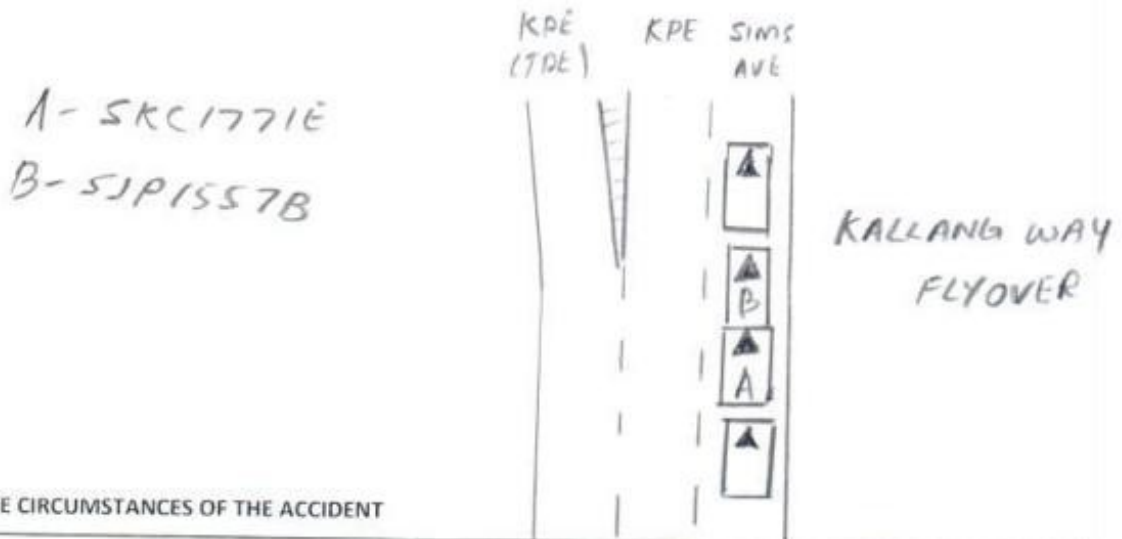 KPE KPE SIMS
(TPE) AVE
A- SKC1771E
B- SJP1557B
KALLANG WAY
FLYOVER
B
A
E CIRCUMSTANCES OF THE ACCIDENT